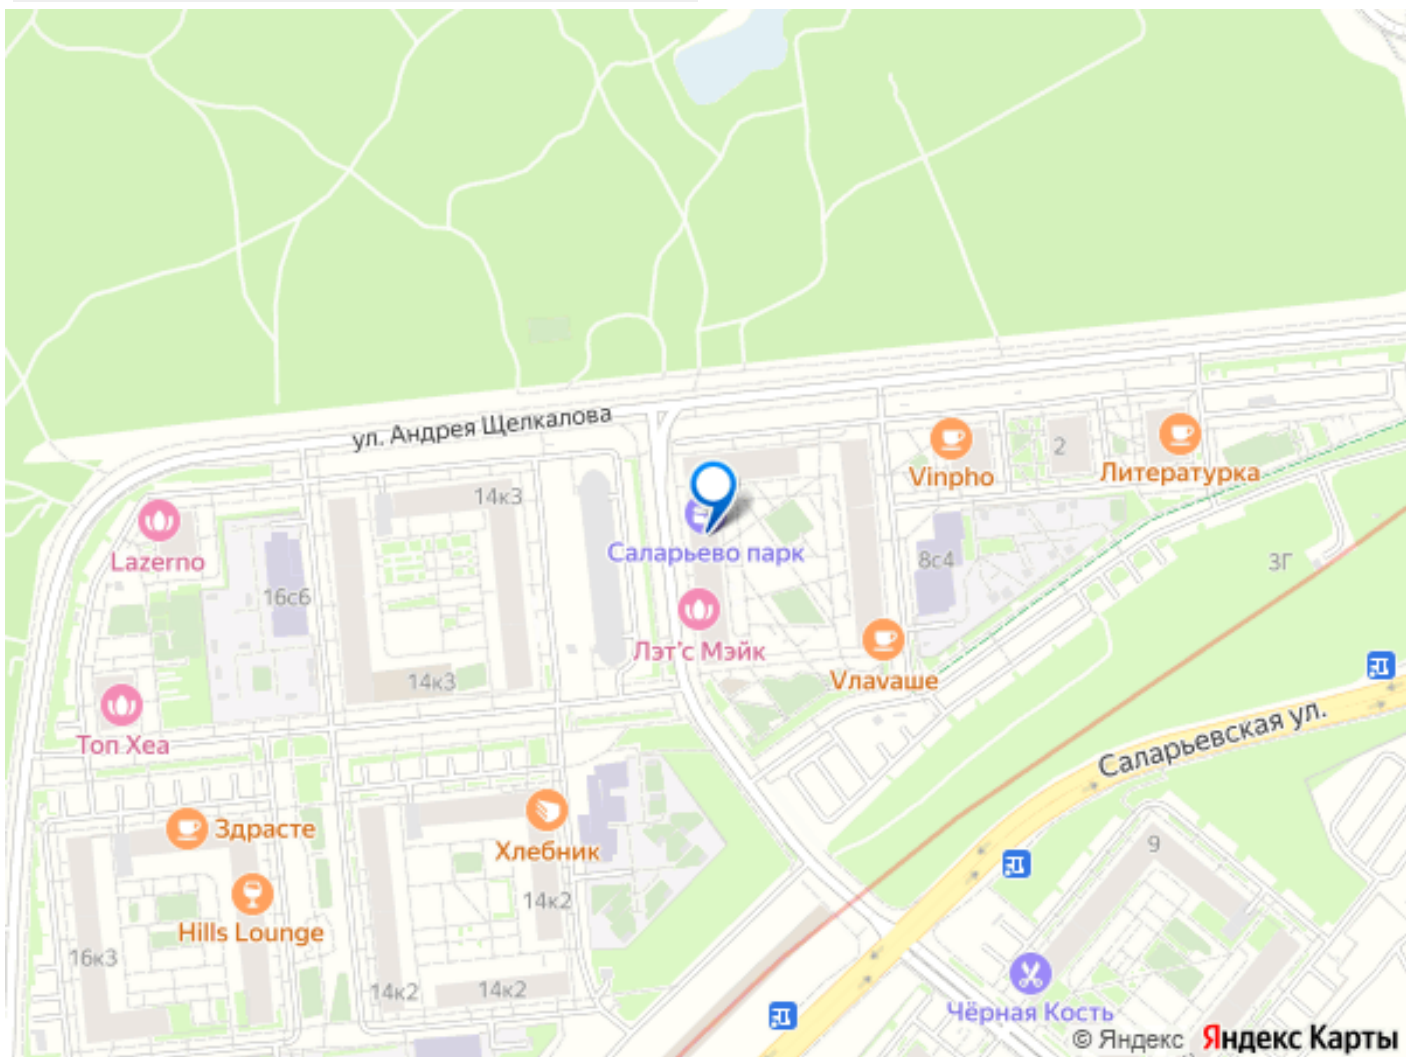 ул. Андрея Щелкалова
Vinpho
2
Литературка
14к3
Lazerno
Саларьево парк
8с4
3Г
16с6
Лэт'с Мэйк
Vлаvаше
14к3
Топ Хеа
Саларьевская ул.
Здрасте
Хлебник
9
14к2
Hills Lounge
16к3
14к2
14к2
Чёрная Кость
© Яндекс Яндекс Карты